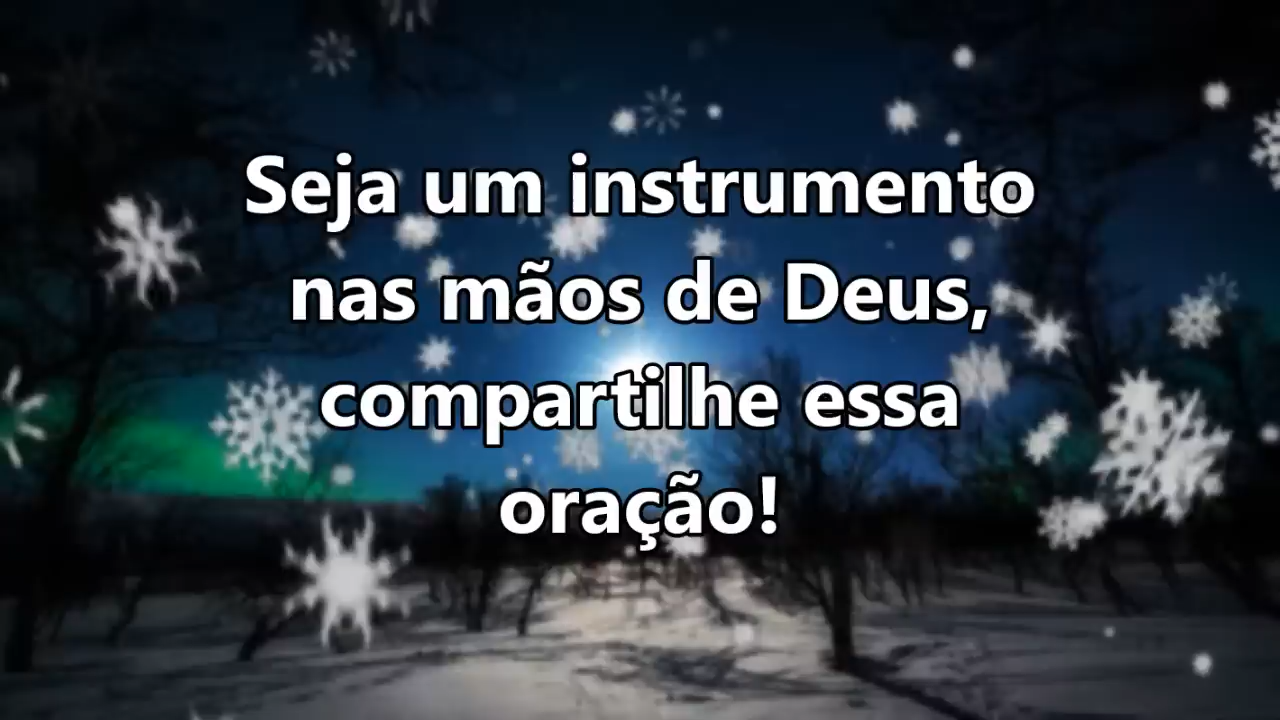 Seja um instrumento
nas mãos de Deus,
compartilhe essa
oração!